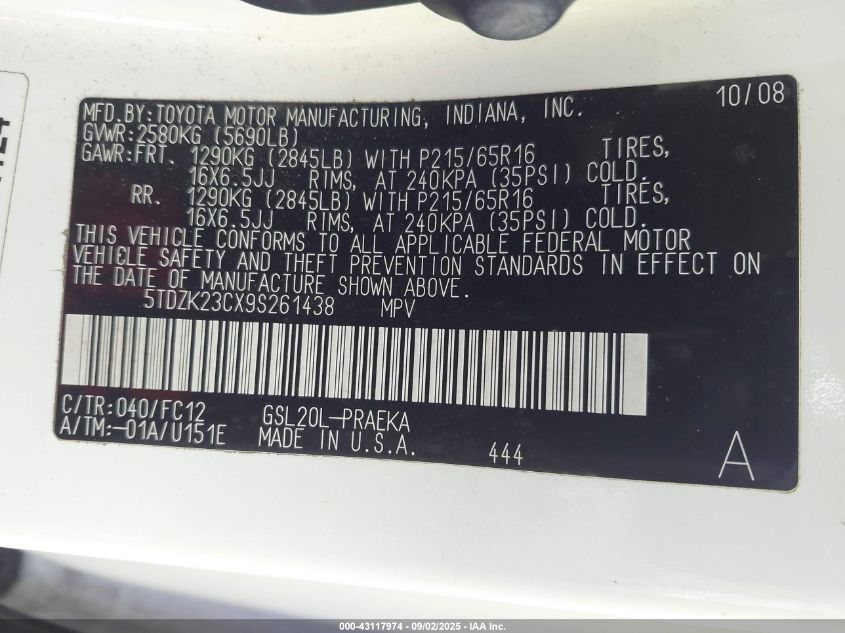 10/08
MFD.BY:TOYOTA MOTOR MANUFACTURING, INDIANA, INC.
GVWR:2580KG (5690LB)
GAWR:FRT. 1290KG (2845LB) WITH P215/65R16 TIRES,
16X6.5JJ RIMS, AT 240KPA (35PSI) COLD.
RR. 1290KG (2845LB) WITH P215/65R16 TIRES,
16X6.5JJ RIMS, AT 240KPA (35PSI) COLD.
THIS VEHICLE CONFORMS TO ALL APPLICABLE FEDERAL MOTOR
VEHICLE SAFETY AND THEFT PREVENTION STANDARDS IN EFFECT ON
THE DATE OF MANUFACTURE SHOWN ABOVE.
5TDZK23CX9S261438 MPV
C/TR:040/FC12 GSL20L-PRAEKA
A/TM:-01A/U151E MADE IN U.S.A. 444 A
000-43117974 - 09/02/2025 - IAA Inc.